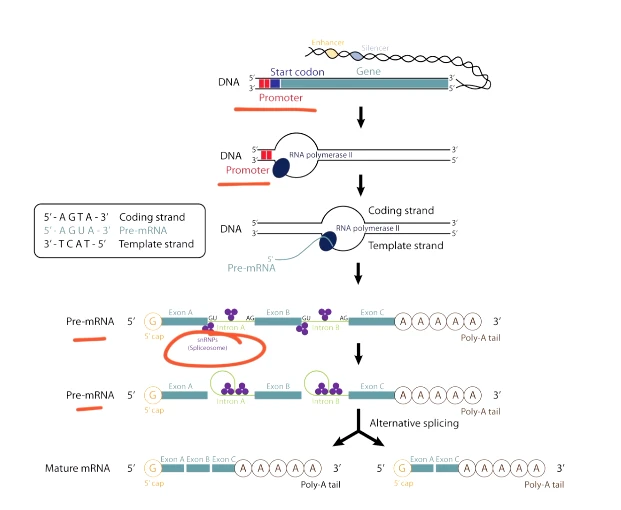 Enhancer
Silencer
Start codon Gene
DNA 5' 3'
3' 5'
Promoter
DNA 5' RNA polymerase II 3'
3' 5'
Promoter
Coding strand
DNA 5' RNA polymerase II 3'
3' 5'
Template strand
5'
Pre-mRNA
5' - A G T A - 3' Coding strand
5' - A G U A - 3' Pre-mRNA
3' - T C A T - 5' Template strand
Exon A Exon B Exon C
Pre-mRNA 5' G GU AG GU AG A A A A A 3'
Intron A Intron B
5' cap snRNPs Poly-A tail
(Spliceosome)
Exon A Exon B Exon C
Pre-mRNA 5' G Intron A Intron B A A A A A 3'
5' cap Poly-A tail
Alternative splicing
Exon A Exon B Exon C Exon A Exon C
Mature mRNA 5' G A A A A A 3' 5' G A A A A A 3'
5' cap Poly-A tail 5' cap Poly-A tail